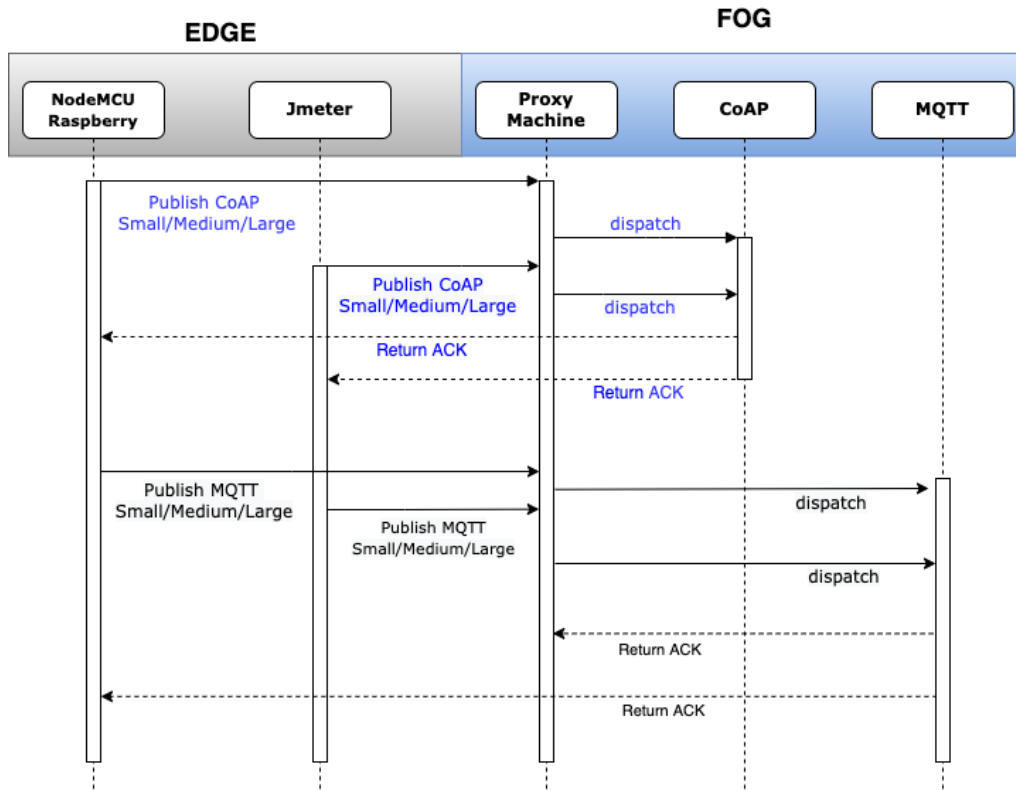 EDGE
FOG
NodeMCU
Raspberry
Jmeter
Proxy
Machine
CoAP
MQTT
Publish CoAP
Small/Medium/Large
dispatch
Publish CoAP
Small/Medium/Large
dispatch
Return ACK
Return ACK
Publish MQTT
Small/Medium/Large
dispatch
Publish MQTT
Small/Medium/Large
dispatch
Return ACK
Return ACK